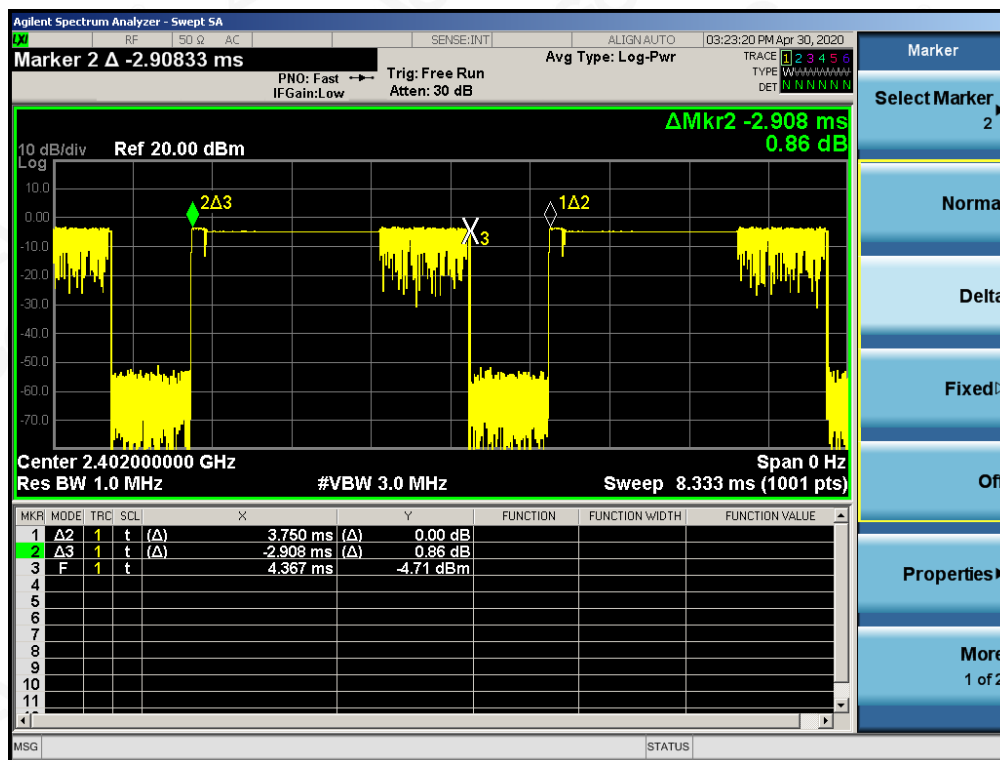 Agilent Spectrum Analyzer - Swept SA
LXI RF 50 Ω AC SENSE:INT ALIGN AUTO 03:23:20 PM Apr 30, 2020
Marker 2 Δ -2.90833 ms
PNO: Fast
IFGain:Low
Trig: Free Run
Atten: 30 dB
Avg Type: Log-Pwr
TRACE 1 2 3 4 5 6
TYPE W
DET N N N N N N
ΔMkr2 -2.908 ms
0.86 dB
10 dB/div Ref 20.00 dBm
Log
10.0
0.00
-10.0
-20.0
-30.0
-40.0
-50.0
-60.0
-70.0
2Δ3
3
1Δ2
Center 2.402000000 GHz Span 0 Hz
Res BW 1.0 MHz #VBW 3.0 MHz Sweep 8.333 ms (1001 pts)
MKR MODE TRC SCL X Y FUNCTION FUNCTION WIDTH FUNCTION VALUE
1 Δ2 1 t (Δ) 3.750 ms (Δ) 0.00 dB
2 Δ3 1 t (Δ) -2.908 ms (Δ) 0.86 dB
3 F 1 t 4.367 ms -4.71 dBm
4
5
6
7
8
9
10
11
MSG STATUS
Marker
Select Marker
2
Norma
Delta
Fixed
Off
Properties
More
1 of 2